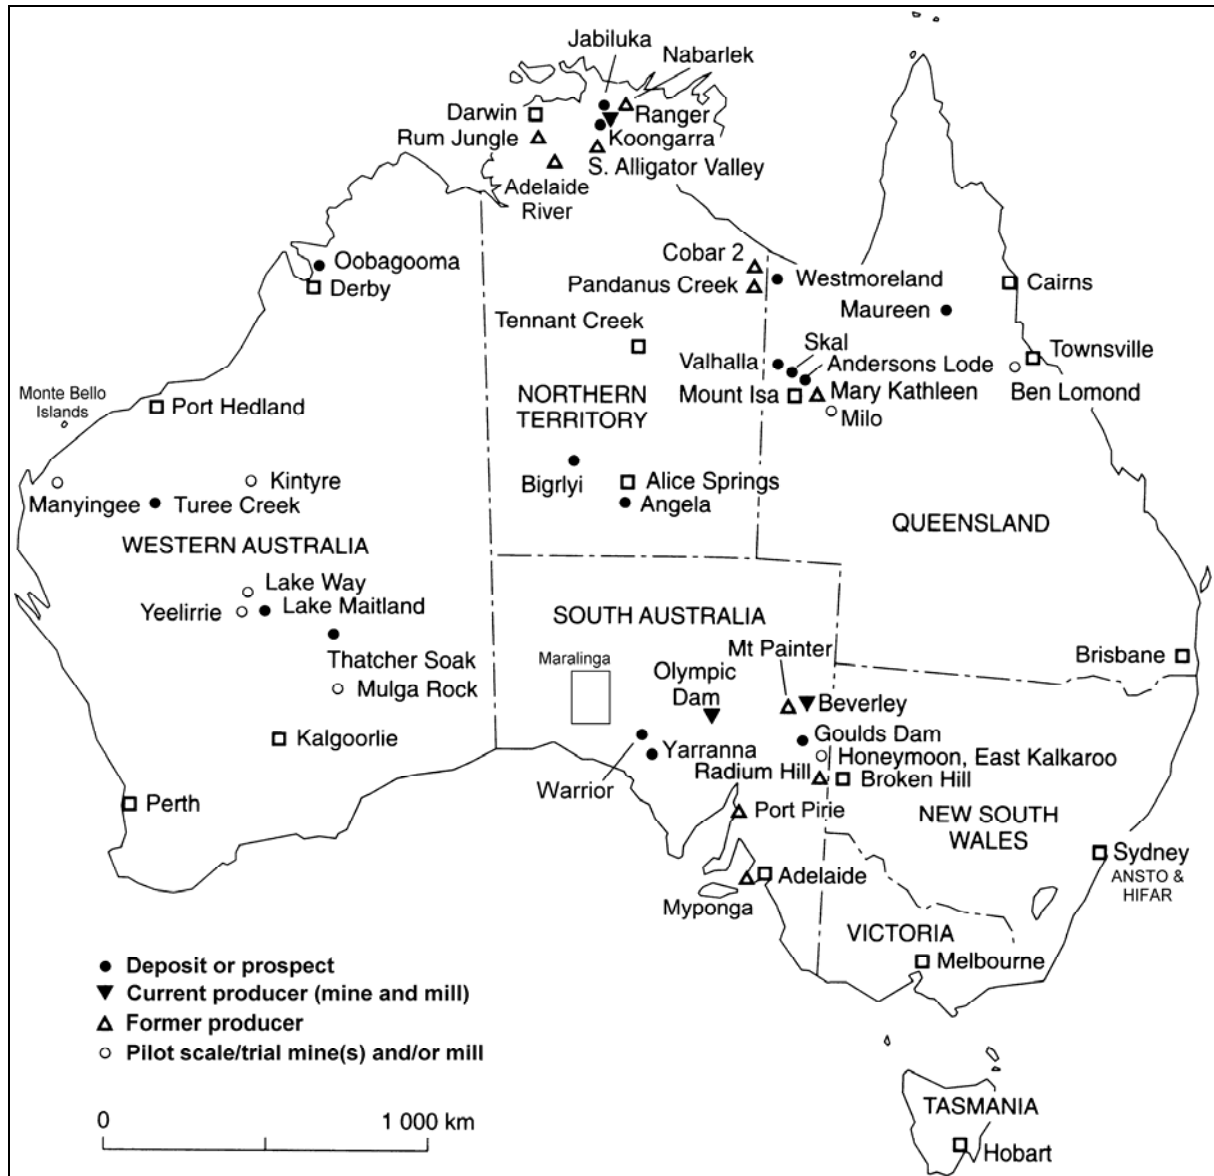 Jabiluka
Nabarlek
Darwin
Ranger
Rum Jungle
Koongarra
S. Alligator Valley
Adelaide
River
Cobar 2
Oobagooma
Westmoreland
Derby
Pandanus Creek
Cairns
Maureen
Tennant Creek
Skal
Townsville
Valhalla
Andersons Lode
Monte Bello
Islands
Port Hedland
NORTHERN
TERRITORY
Mount Isa
Mary Kathleen
Ben Lomond
Milo
Kintyre
Bigrlyi
Alice Springs
Manyingee
Turee Creek
Angela
QUEENSLAND
WESTERN AUSTRALIA
Lake Way
Yeelirrie
Lake Maitland
SOUTH AUSTRALIA
Mt Painter
Brisbane
Thatcher Soak
Maralinga
Olympic
Dam
Mulga Rock
Beverley
Kalgoorlie
Goulds Dam
Yarranna
Honeymoon, East Kalkaroo
Radium Hill
Broken Hill
Warrior
Perth
Port Pirie
NEW SOUTH
WALES
Sydney
ANSTO &
HIFAR
Adelaide
Myponga
VICTORIA
Melbourne
Deposit or prospect
Current producer (mine and mill)
Former producer
Pilot scale/trial mine(s) and/or mill
0
1 000 km
TASMANIA
Hobart